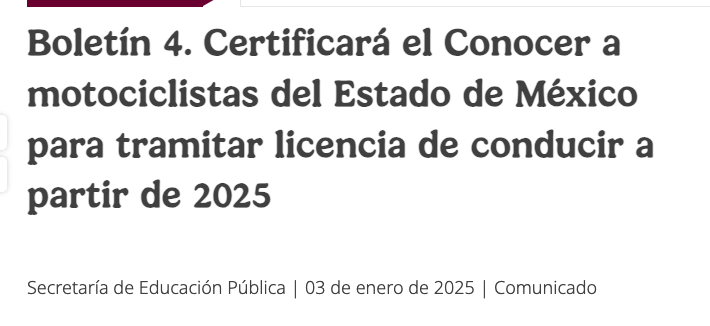 Boletín 4. Certificará el Conocer a
motociclistas del Estado de México
para tramitar licencia de conducir a
partir de 2025
Secretaría de Educación Pública | 03 de enero de 2025 | Comunicado